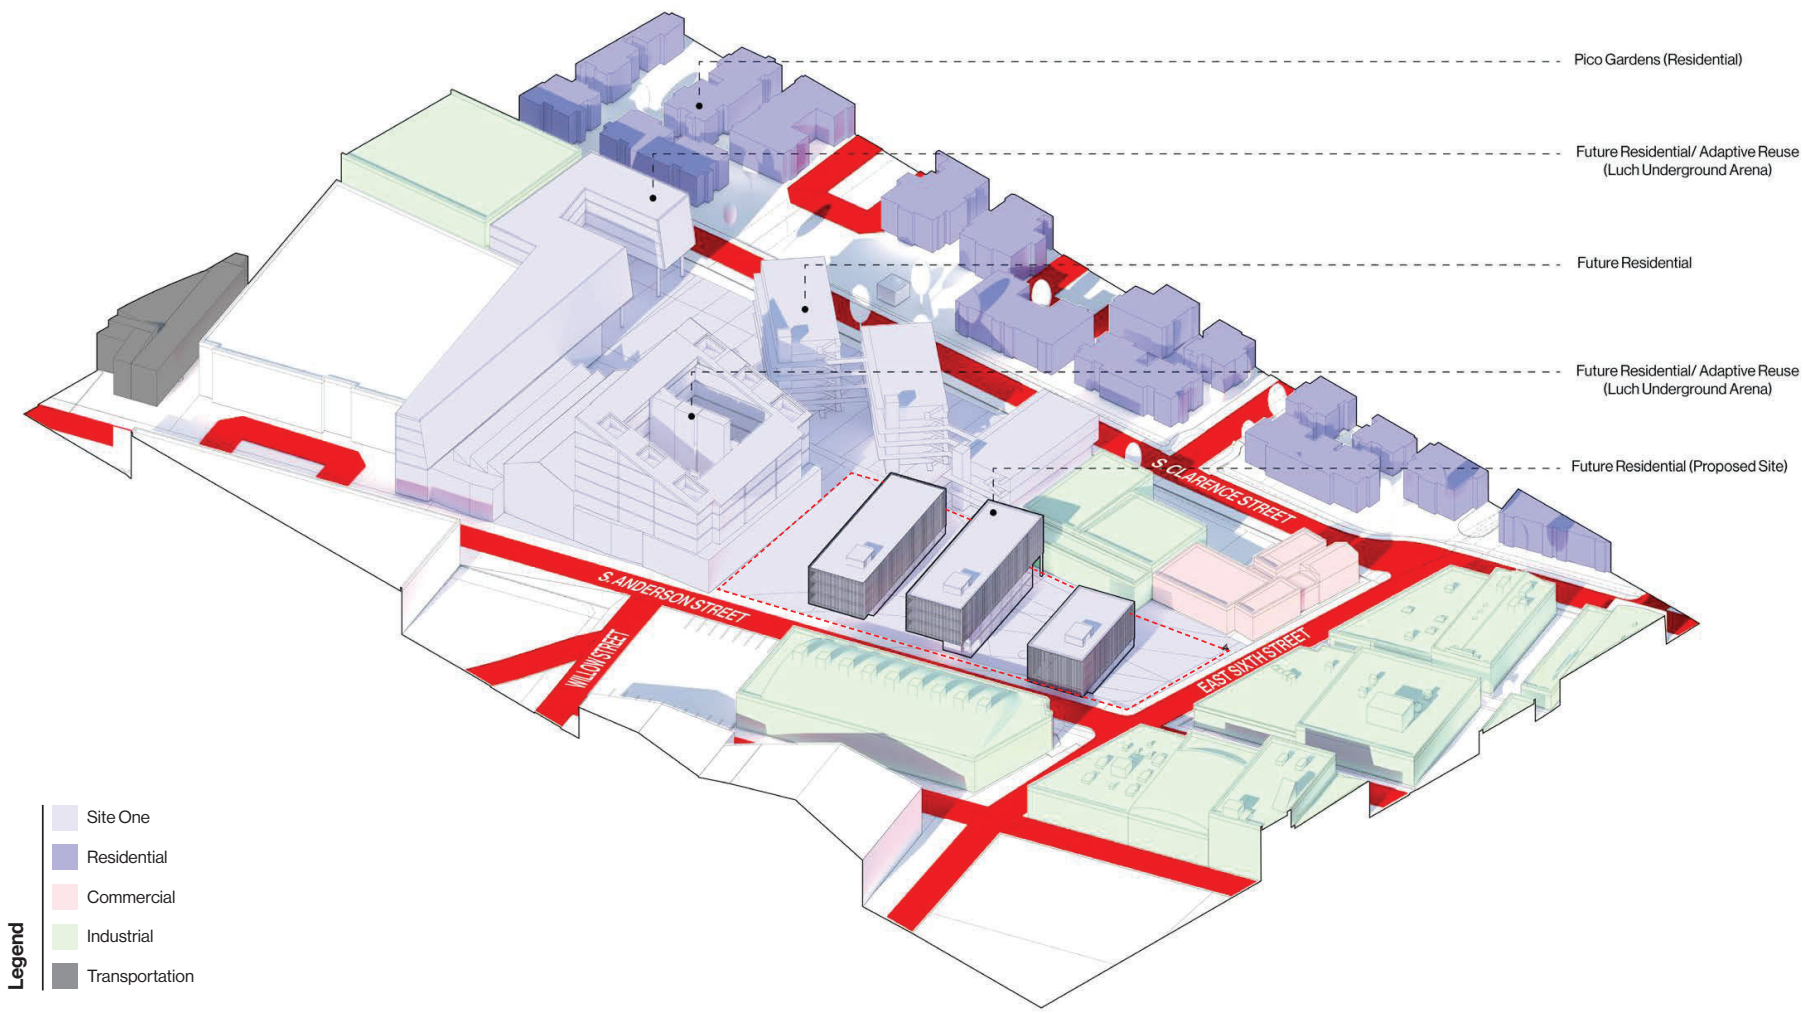 Pico Gardens (Residential)
Future Residential/ Adaptive Reuse
(Luch Underground Arena)
Future Residential
Future Residential/ Adaptive Reuse
(Luch Underground Arena)
Future Residential (Proposed Site)
S. CLARENCE STREET
S. ANDERSON STREET
WILLOW STREET
EAST SIXTH STREET
Legend
Site One
Residential
Commercial
Industrial
Transportation